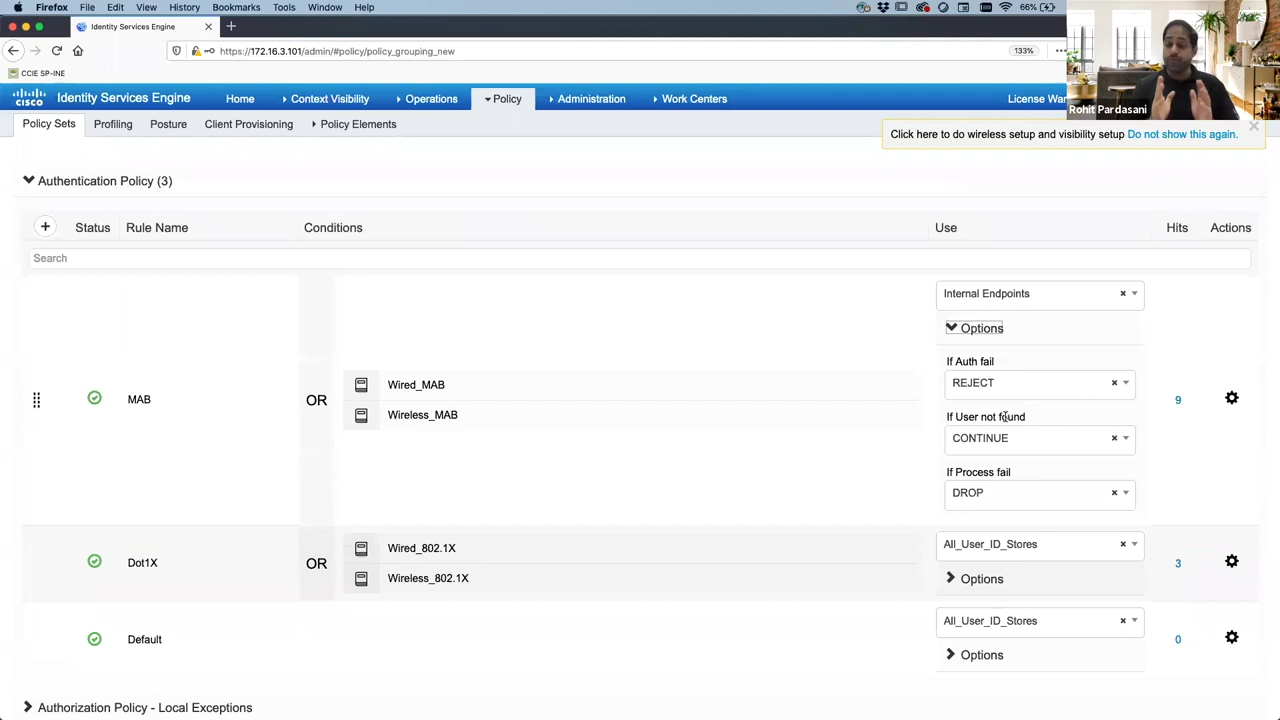 Firefox File Edit View History Bookmarks Tools Window Help 66%
Identity Services Engine
https://172.16.3.101/admin/#policy/policy_grouping_new 133%
CCIE SP-INE
Rohit Pardasani
cisco Identity Services Engine Home Context Visibility Operations Policy Administration Work Centers License War
Policy Sets Profiling Posture Client Provisioning Policy Elements
Click here to do wireless setup and visibility setup Do not show this again.
Authentication Policy (3)
Status Rule Name Conditions Use Hits Actions
Search
Internal Endpoints
Options
If Auth fail
REJECT
Wired_MAB
MAB OR 9
Wireless_MAB
If User not found
CONTINUE
If Process fail
DROP
Wired_802.1X All_User_ID_Stores
Dot1X OR 3
Wireless_802.1X Options
All_User_ID_Stores
Default 0
Options
Authorization Policy - Local Exceptions